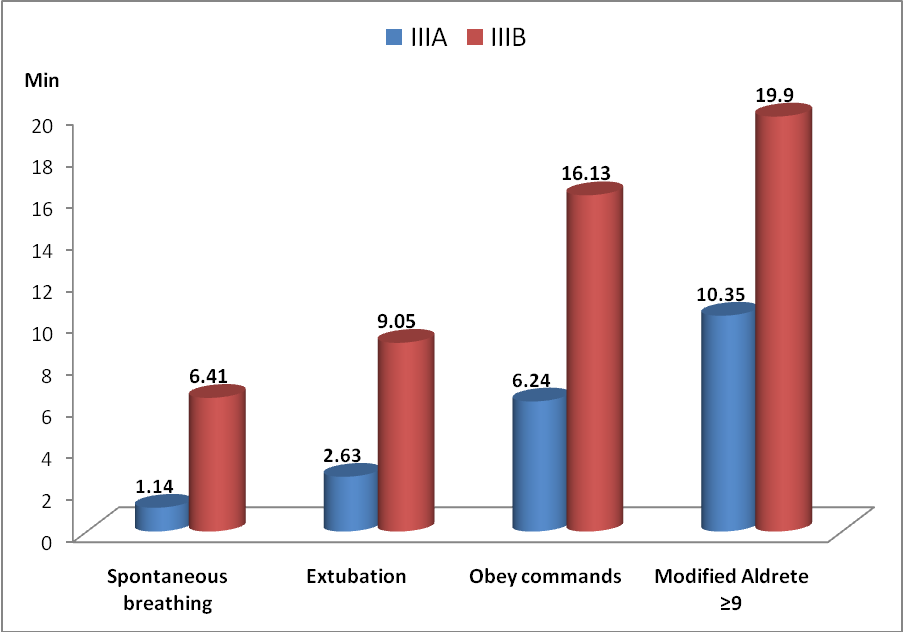 IIIA IIIB
Min
20
18
16
14
12
10
8
6
4
2
0
1.14
6.41
2.63
9.05
6.24
16.13
10.35
19.9
Spontaneous
breathing
Extubation
Obey commands
Modified Aldrete
≥9